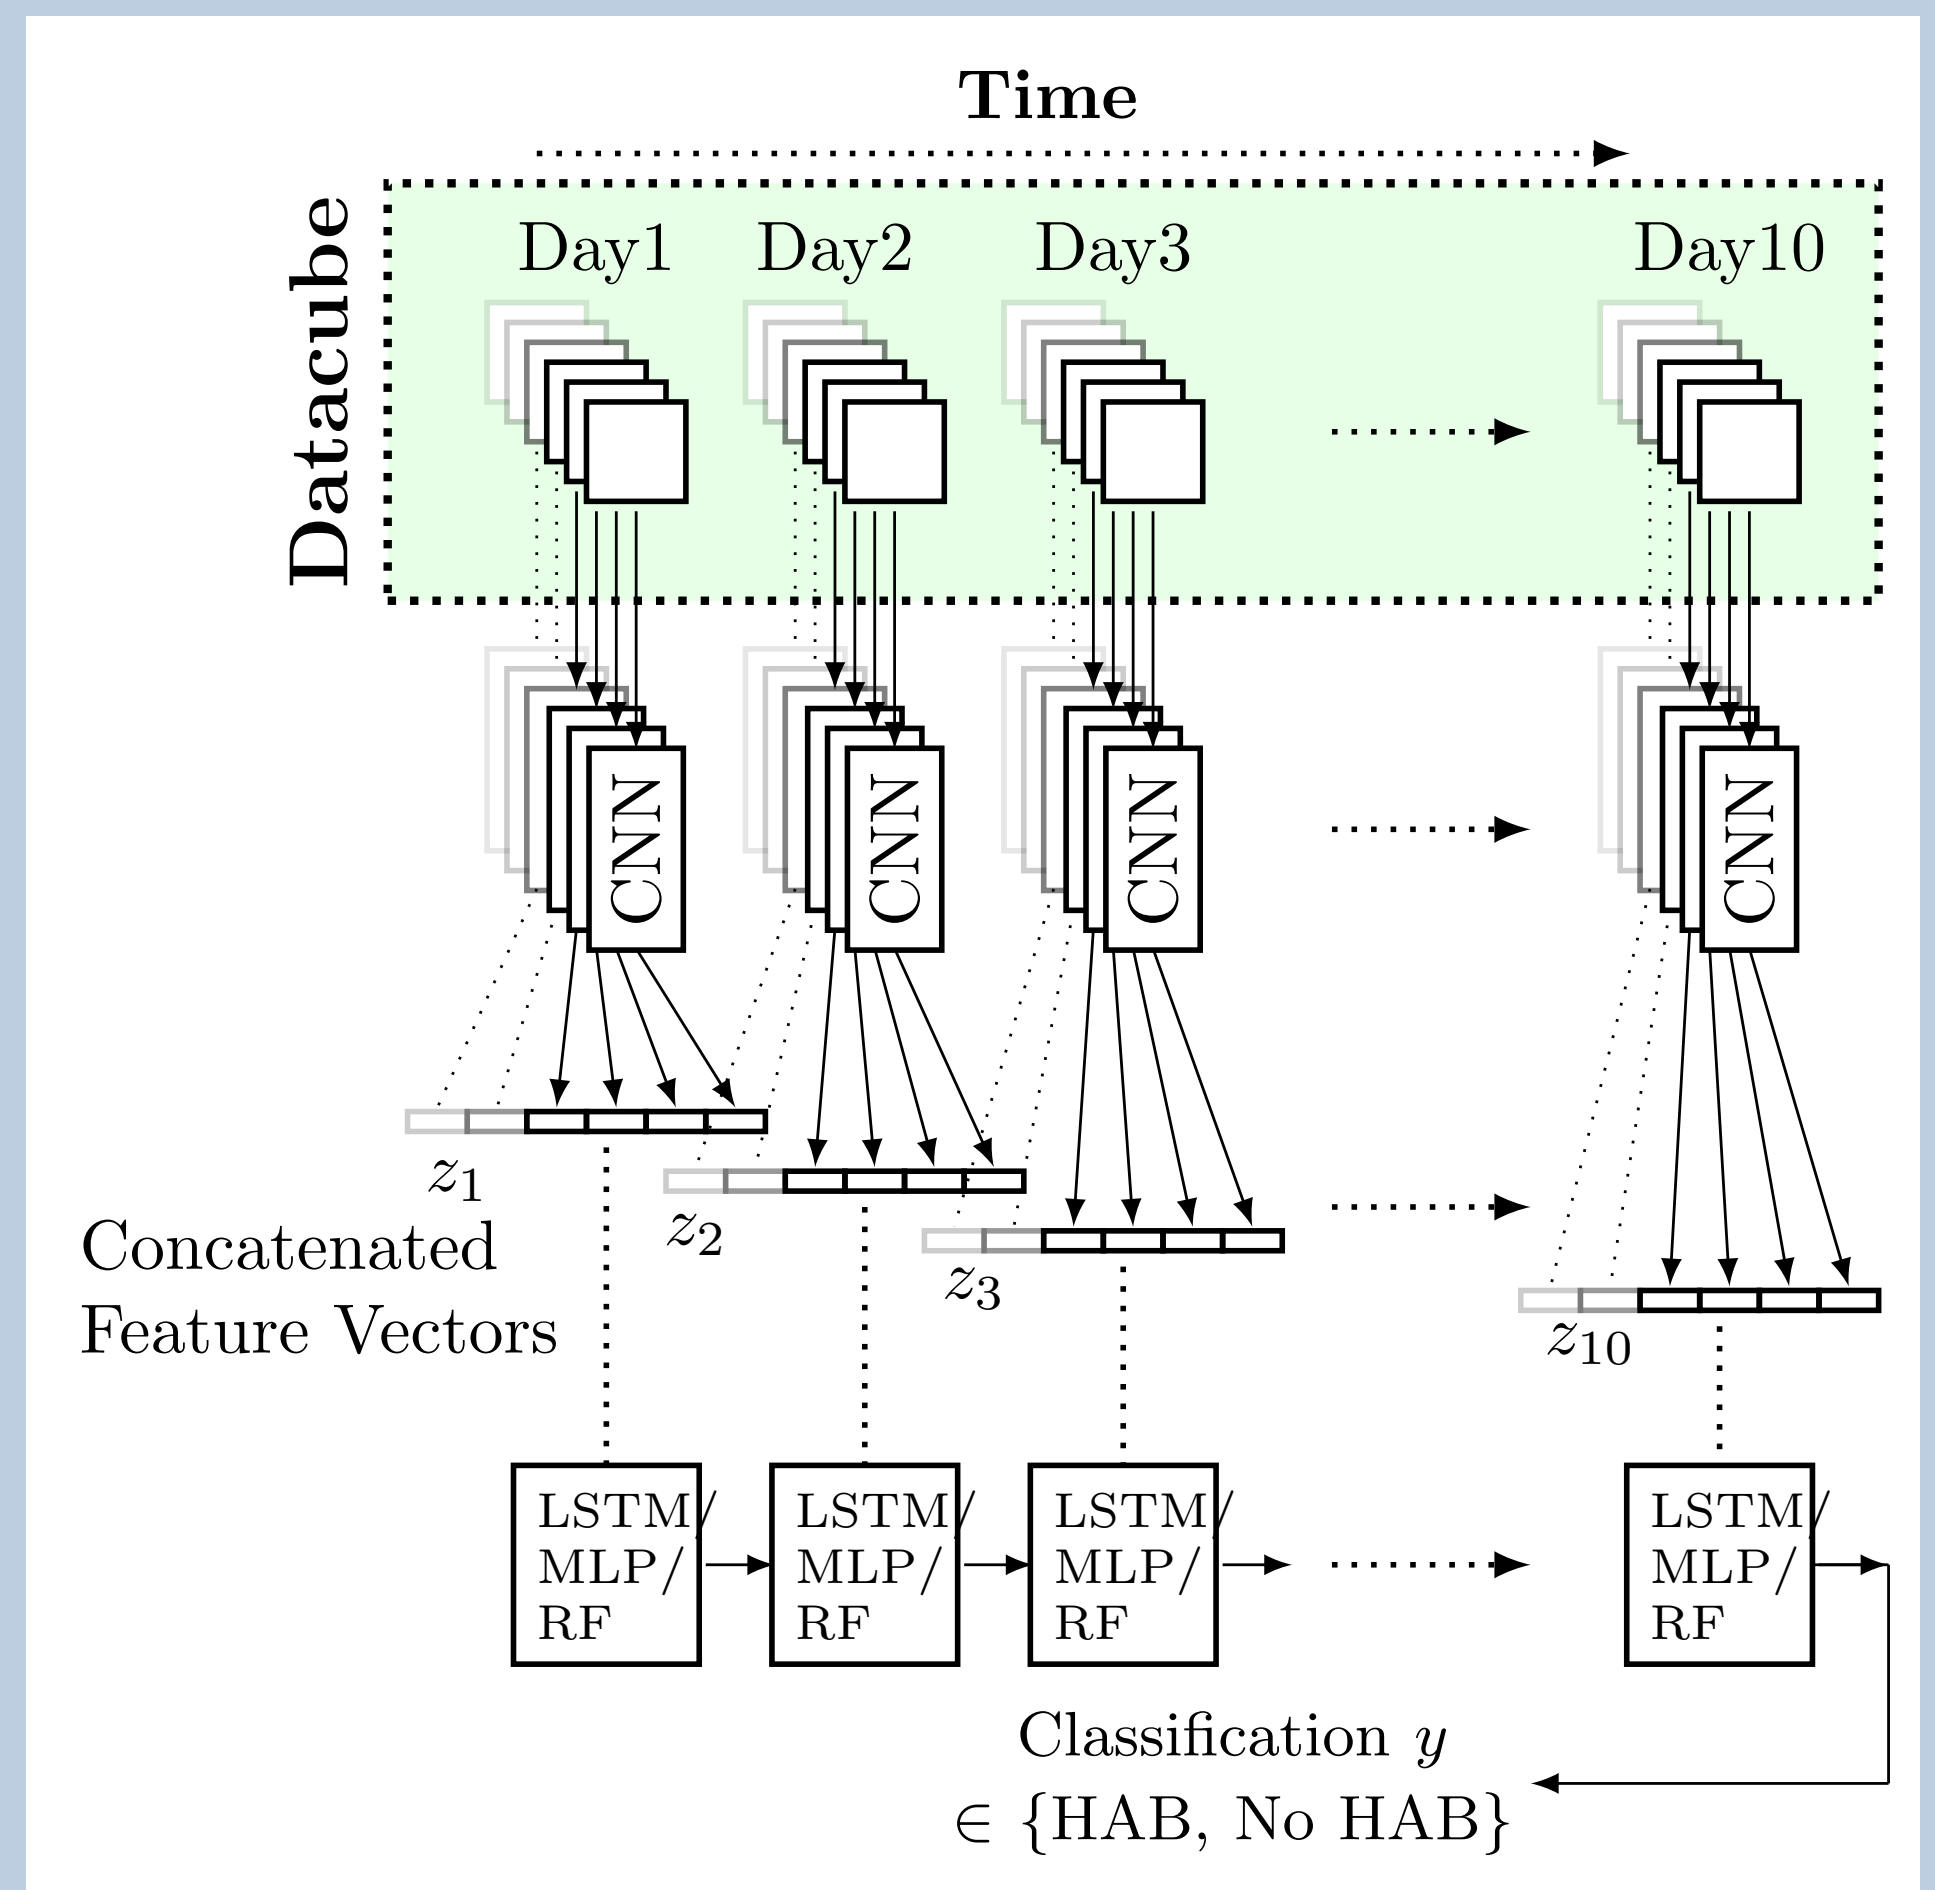 Time
Datacube
Day1 Day2 Day3 Day10
CNN CNN CNN CNN
z1
z2
z3
z10
Concatenated
Feature Vectors
LSTM/
MLP/
RF
LSTM/
MLP/
RF
LSTM/
MLP/
RF
LSTM/
MLP/
RF
Classification y
∈ {HAB, No HAB}